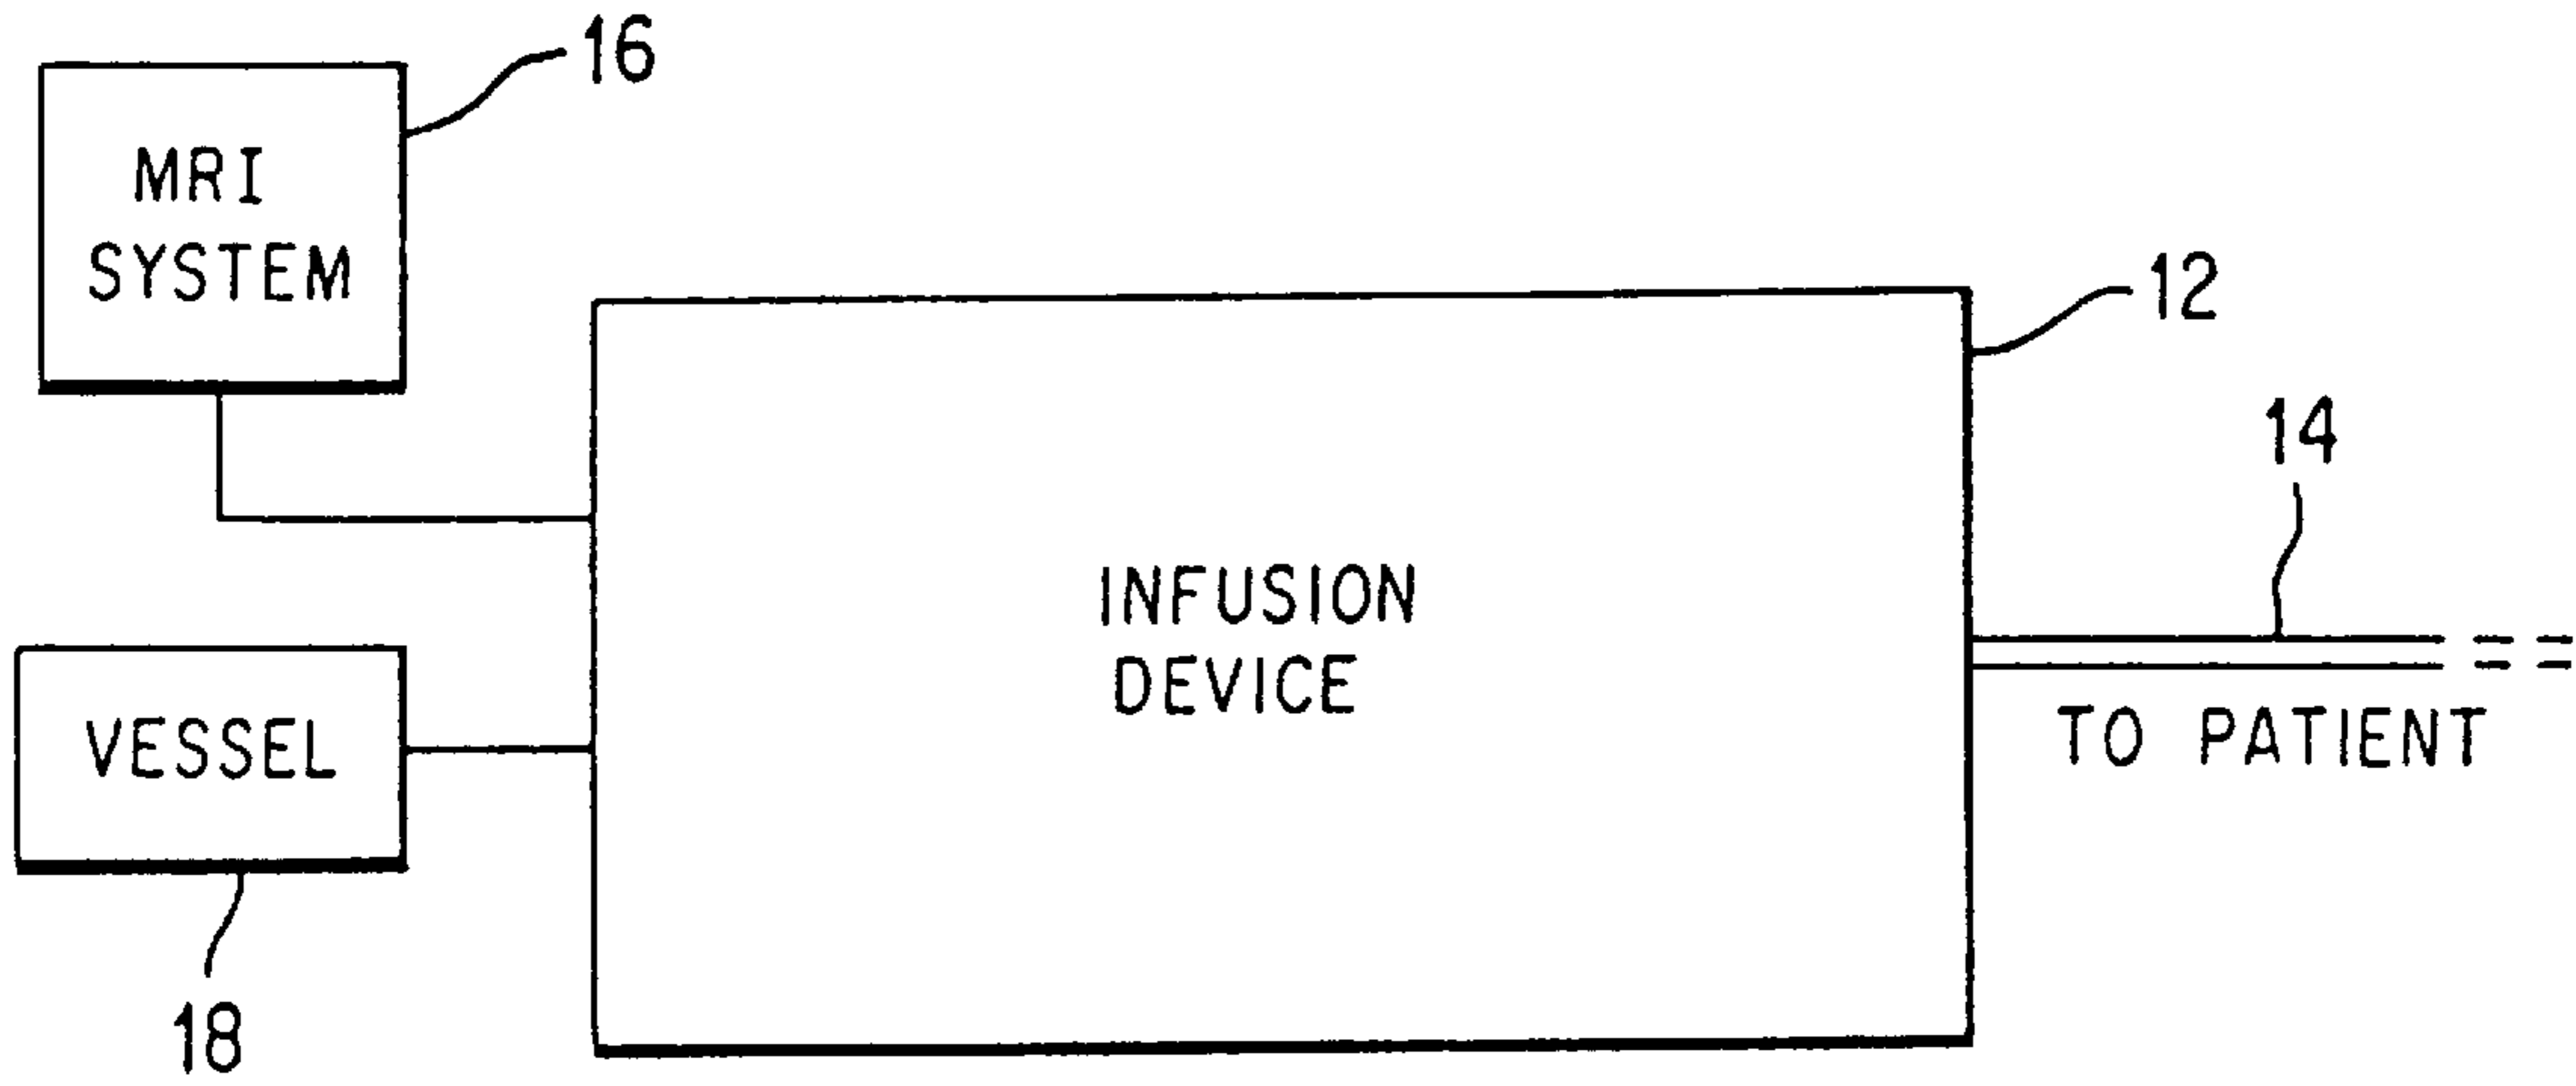 16
MRI
SYSTEM
12
14
INFUSION
DEVICE
VESSEL
TO PATIENT
18